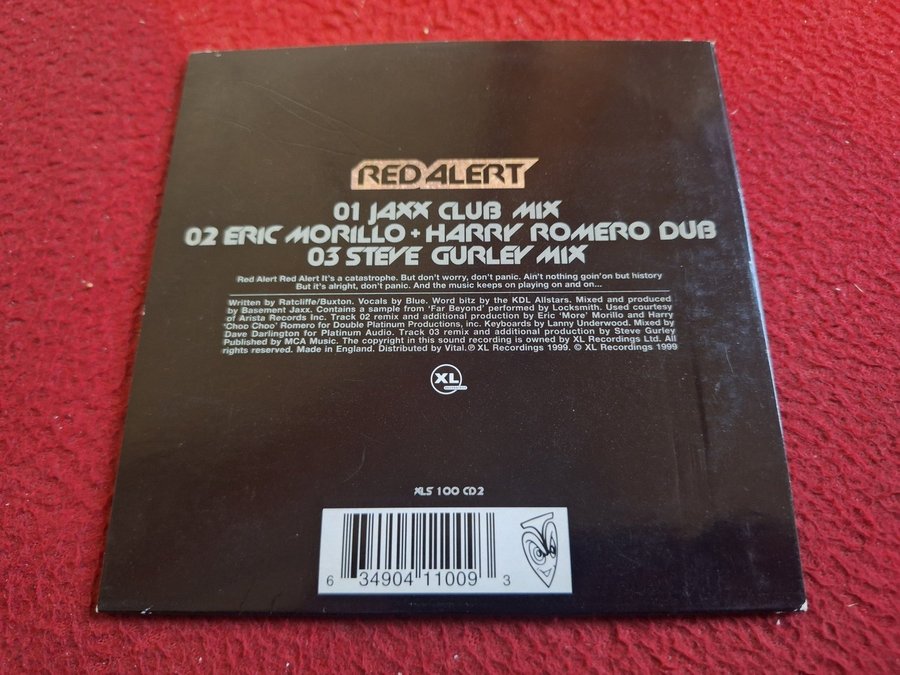 RED ALERT
01 JAXX CLUB MIX
02 ERIC MORILLO + HARRY ROMERO DUB
03 STEVE GURLEY MIX
Red Alert Red Alert It's a catastrophe. But don't worry, don't panic. Ain't nothing goin'on but history
But it's alright, don't panic. And the music keeps on playing on and on...
Written by Ratcliffe/Buxton. Vocals by Blue. Word bitz by the KDL Allstars. Mixed and produced
by Basement Jaxx. Contains a sample from 'Far Beyond' performed by Locksmith. Used courtesy
of Arista Records Inc. Track 02 remix and additional production by Eric 'More' Morillo and Harry
'Choo Choo' Romero for Double Platinum Productions, inc. Keyboards by Lanny Underwood. Mixed by
Dave Darlington for Platinum Audio. Track 03 remix and additional production by Steve Gurley
Published by MCA Music. The copyright in this sound recording is owned by XL Recordings Ltd. All
rights reserved. Made in England. Distributed by Vital.℗ XL Recordings 1999. © XL Recordings 1999
XL
XLS 100 CD2
6 34904 11009 3